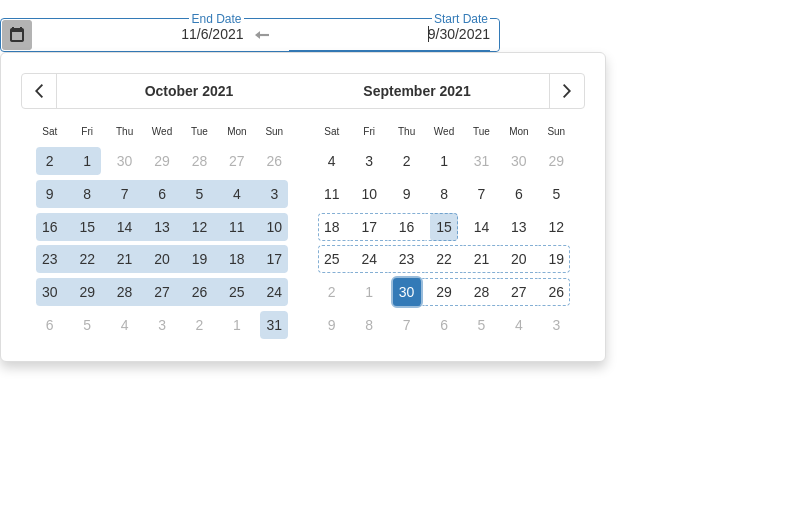 End Date Start Date
11/6/2021 9/30/2021
October 2021 September 2021
Sat Fri Thu Wed Tue Mon Sun Sat Fri Thu Wed Tue Mon Sun
2 1 30 29 28 27 26 4 3 2 1 31 30 29
9 8 7 6 5 4 3 11 10 9 8 7 6 5
16 15 14 13 12 11 10 18 17 16 15 14 13 12
23 22 21 20 19 18 17 25 24 23 22 21 20 19
30 29 28 27 26 25 24 2 1 30 29 28 27 26
6 5 4 3 2 1 31 9 8 7 6 5 4 3